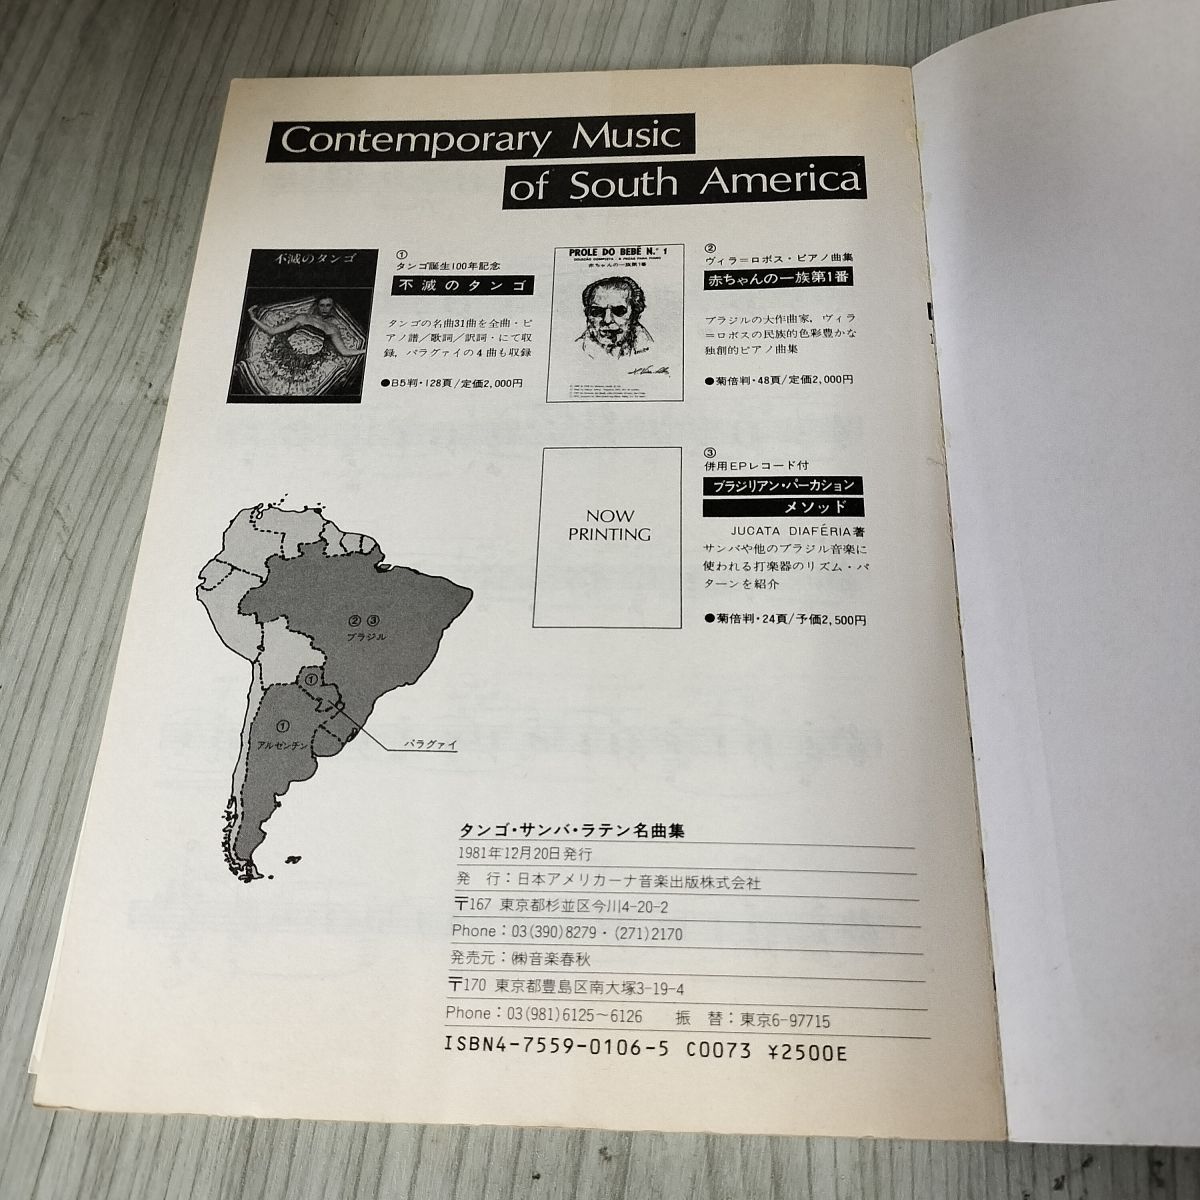 Contemporary Music
of South America
不滅のタンゴ
①
タンゴ誕生100年記念
不滅のタンゴ
タンゴの名曲31曲を全曲・ピ
アノ譜／歌詞／訳詞・にて収
録，パラグァイの4曲も収録
●B5判・128頁/定価2,000円
PROLE DO BEBÉ N.º 1
赤ちゃんの一族第1番
②
ヴィラ＝ロボス・ピアノ曲集
赤ちゃんの一族第1番
ブラジルの大作曲家，ヴィラ
＝ロボスの民族的色彩豊かな
独創的ピアノ曲集
●菊倍判・48頁/定価2,000円
NOW
PRINTING
③
併用EPレコード付
ブラジリアン・パーカション
メソッド
JUCATA DIAFÉRIA著
サンバや他のブラジル音楽に
使われる打楽器のリズム・パ
ターンを紹介
●菊倍判・24頁/予価2,500円
② ③
ブラジル
①
①
アルゼンチン
パラグァイ
タンゴ・サンバ・ラテン名曲集
1981年12月20日発行
発　行：日本アメリカーナ音楽出版株式会社
〒167 東京都杉並区今川4-20-2
Phone：03(390)8279・(271)2170
発売元：㈱音楽春秋
〒170 東京都豊島区南大塚3-19-4
Phone：03(981)6125～6126　振　替：東京6-97715
ISBN4-7559-0106-5 C0073 ¥2500E